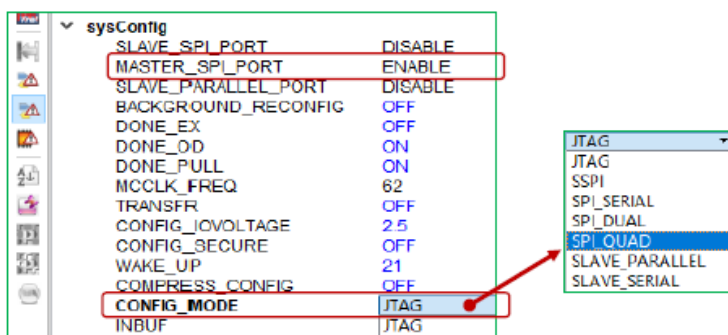 sysConfig
SLAVE_SPI_PORT DISABLE
MASTER_SPI_PORT ENABLE
SLAVE_PARALLEL_PORT DISABLE
BACKGROUND_RECONFIG OFF
DONE_EX OFF
DONE_OD ON
DONE_PULL ON
MCCLK_FREQ 62
TRANSFR OFF
CONFIG_IOVOLTAGE 2.5
CONFIG_SECURE OFF
WAKE_UP 21
COMPRESS_CONFIG OFF
CONFIG_MODE JTAG
INBUF JTAG
JTAG
JTAG
SSPI
SPI_SERIAL
SPI_DUAL
SPI_QUAD
SLAVE_PARALLEL
SLAVE_SERIAL